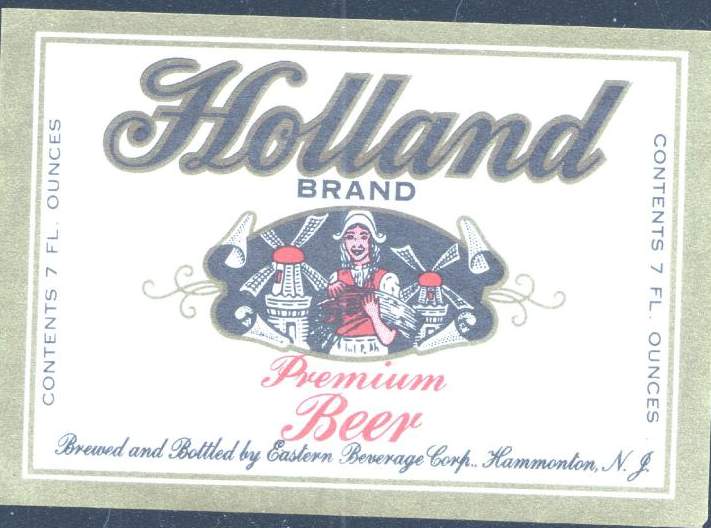 Holland
BRAND
CONTENTS 7 FL. OUNCES
CONTENTS 7 FL. OUNCES
Premium
Beer
Brewed and Bottled by Eastern Beverage Corp.. Hammonton, N. J.